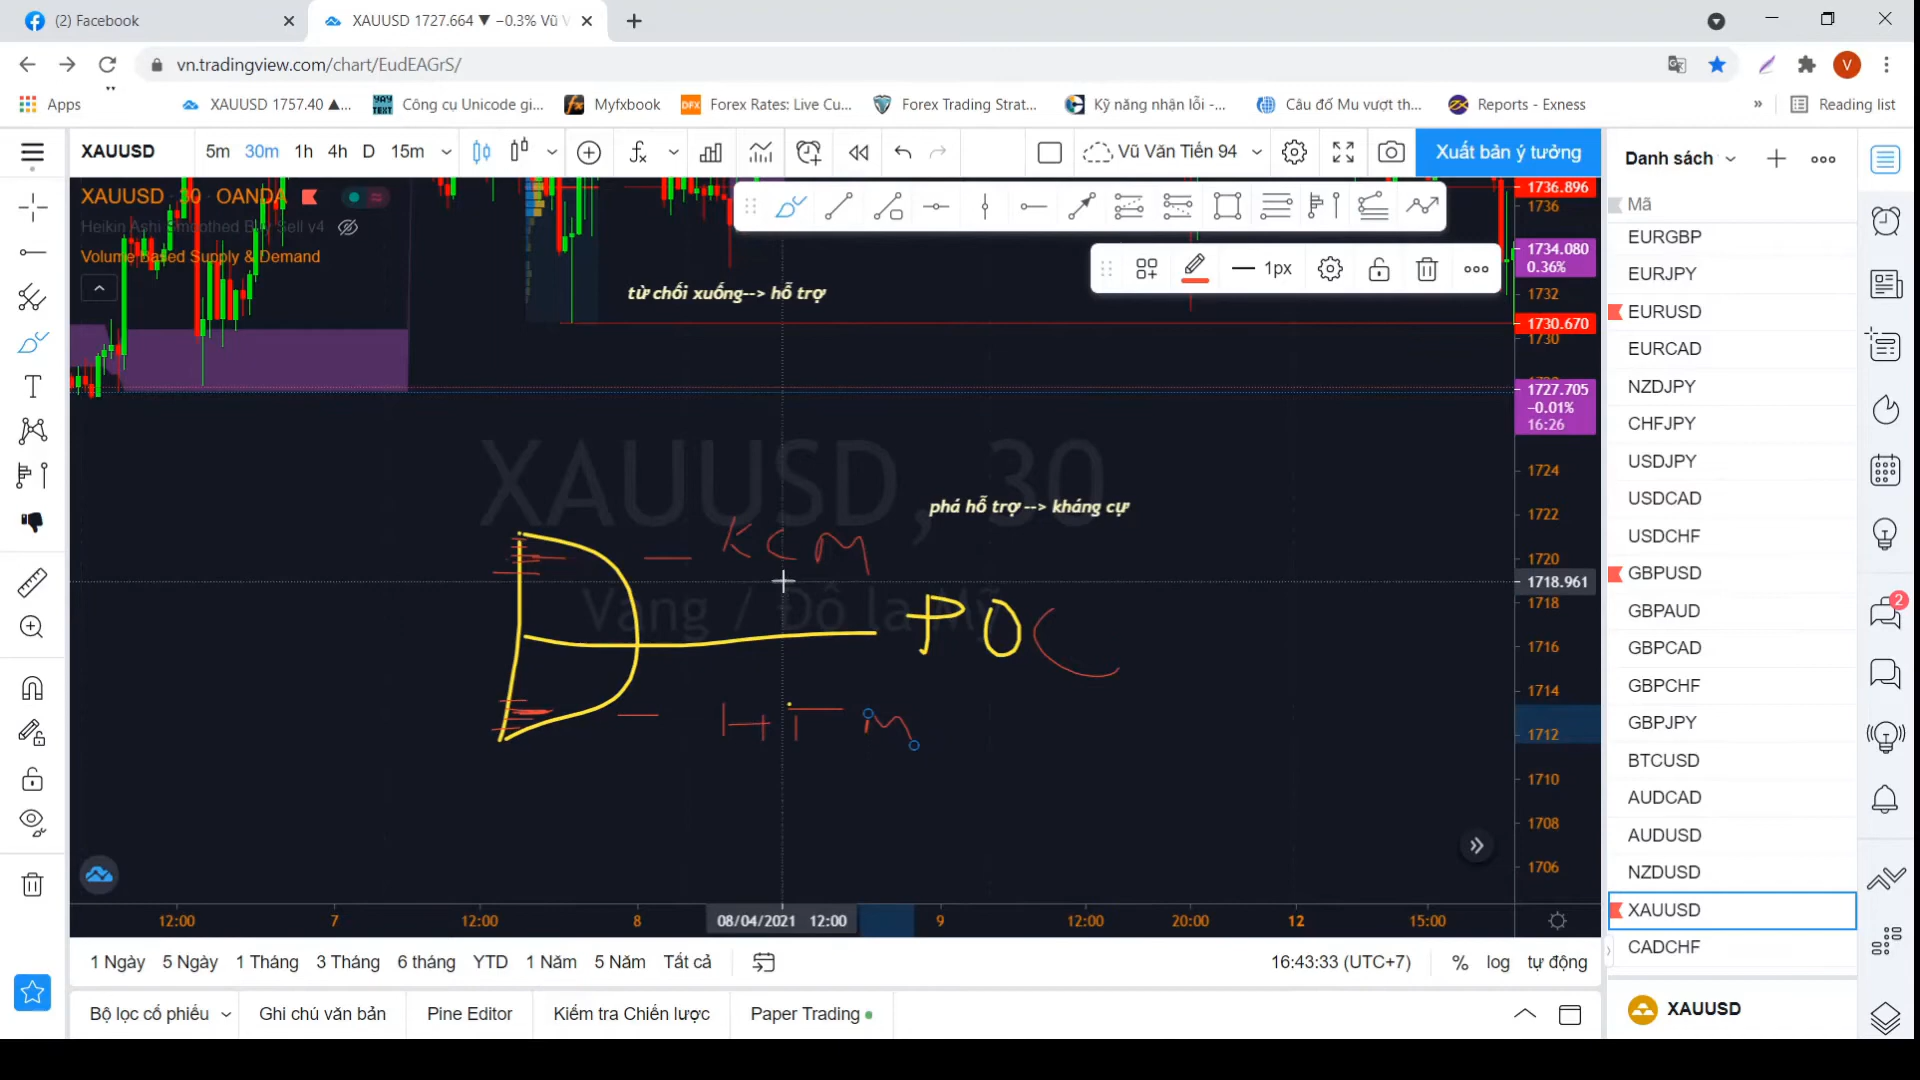 (2) Facebook
XAUUSD 1727.664 ▼ −0.3% Vũ V
vn.tradingview.com/chart/EudEAGrS/
Apps
XAUUSD 1757.40 ▲...
YAY TEXT
Công cụ Unicode gi...
Myfxbook
DFX
Forex Rates: Live Cu...
Forex Trading Strat...
Kỹ năng nhận lỗi -...
Câu đố Mu vượt th...
Reports - Exness
»
Reading list
V
XAUUSD
5m 30m 1h 4h D 15m
Vũ Văn Tiến 94
Xuất bản ý tưởng
Danh sách
XAUUSD · 30 · OANDA
Heikin Ashi Smoothed Buy Sell v4
Volume Based Supply & Demand
1px
từ chối xuống--> hỗ trợ
XAUUSD, 30
Vàng / Đô la Mỹ
phá hỗ trợ --> kháng cự
KCM
POC
HTM
1736.896
1736
1734.080
0.36%
1732
1730.670
1730
1727.705
−0.01%
16:26
1724
1722
1720
1718.961
1718
1716
1714
1712
1710
1708
1706
12:00 7 12:00 8 08/04/2021 12:00 9 12:00 20:00 12 15:00
1 Ngày 5 Ngày 1 Tháng 3 Tháng 6 tháng YTD 1 Năm 5 Năm Tất cả
16:43:33 (UTC+7) % log tự động
Bộ lọc cổ phiếu Ghi chú văn bản Pine Editor Kiểm tra Chiến lược Paper Trading
Mã
EURGBP
EURJPY
EURUSD
EURCAD
NZDJPY
CHFJPY
USDJPY
USDCAD
USDCHF
GBPUSD
GBPAUD
GBPCAD
GBPCHF
GBPJPY
BTCUSD
AUDCAD
AUDUSD
NZDUSD
XAUUSD
CADCHF
XAUUSD
2